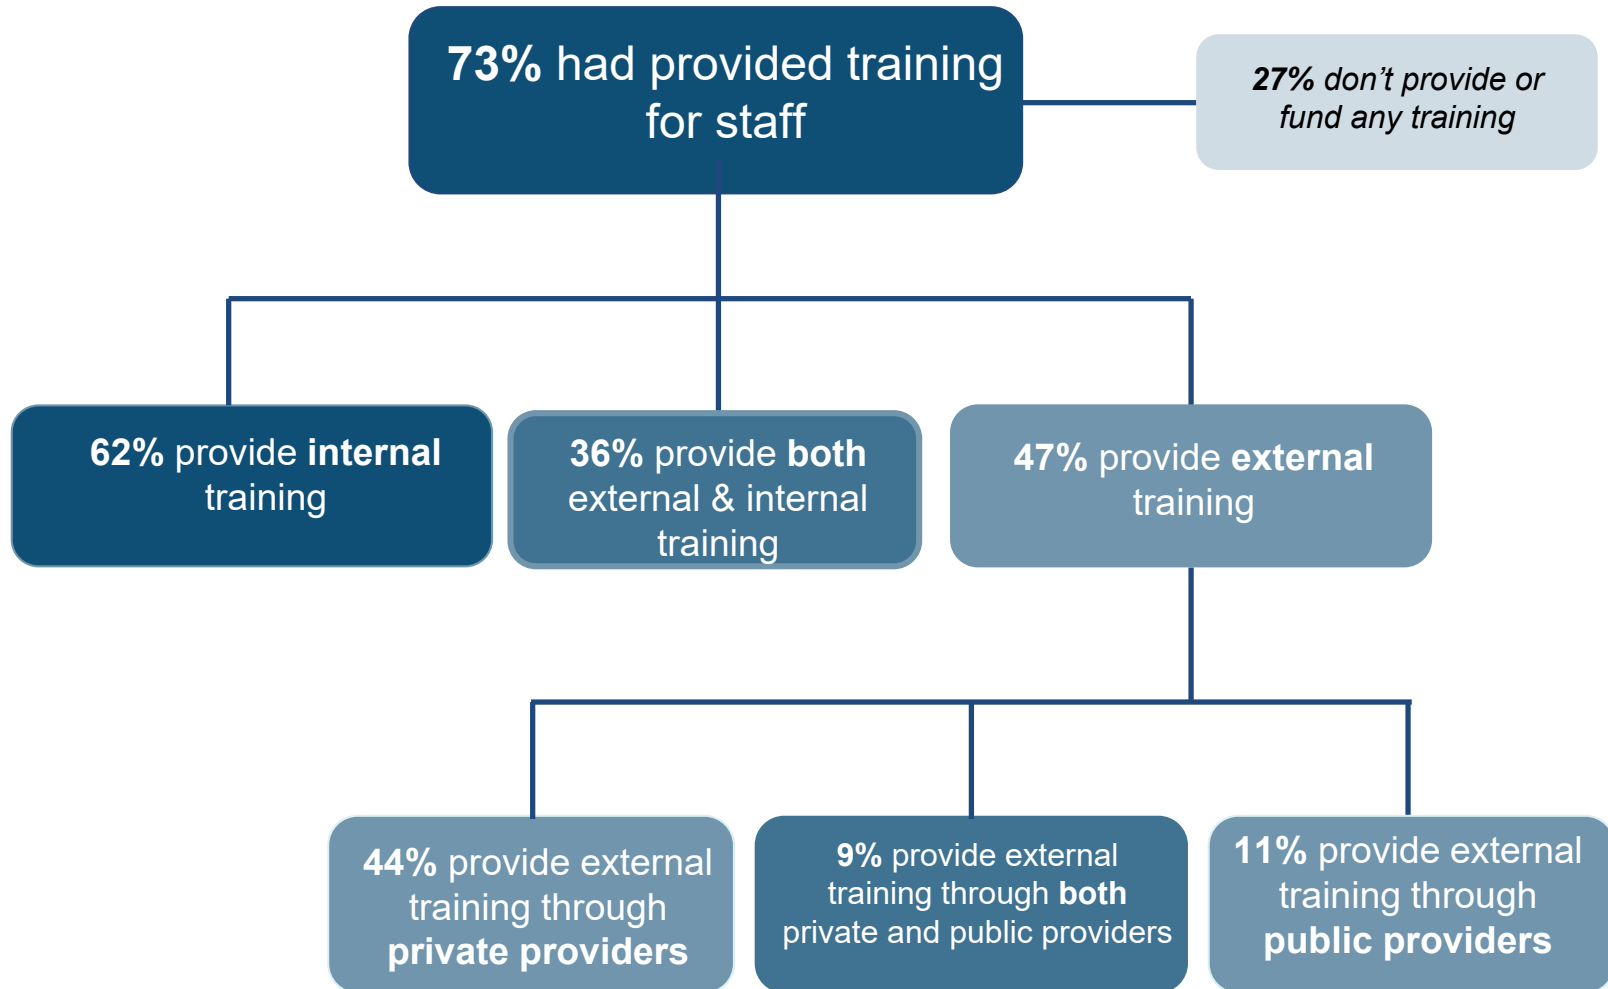 73% had provided training
for staff
27% don’t provide or
fund any training
62% provide internal
training
36% provide both
external & internal
training
47% provide external
training
44% provide external
training through
private providers
9% provide external
training through both
private and public providers
11% provide external
training through
public providers